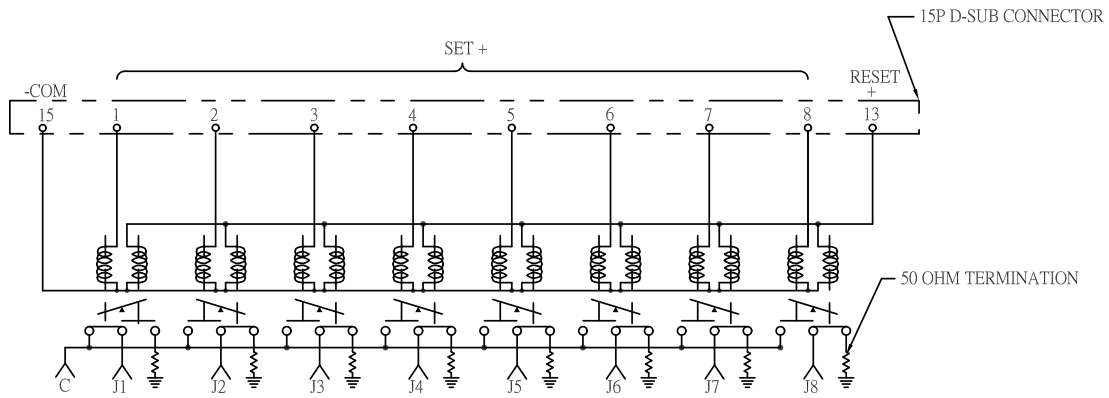 15P D-SUB CONNECTOR
SET +
-COM
RESET
+
15 1 2 3 4 5 6 7 8 13
50 OHM TERMINATION
C J1 J2 J3 J4 J5 J6 J7 J8